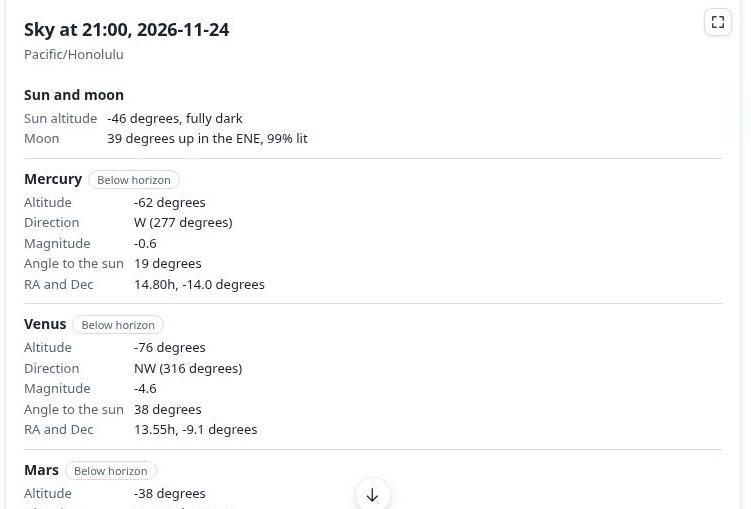 Sky at 21:00, 2026-11-24
Pacific/Honolulu
Sun and moon
Sun altitude -46 degrees, fully dark
Moon 39 degrees up in the ENE, 99% lit
Mercury Below horizon
Altitude -62 degrees
Direction W (277 degrees)
Magnitude -0.6
Angle to the sun 19 degrees
RA and Dec 14.80h, -14.0 degrees
Venus Below horizon
Altitude -76 degrees
Direction NW (316 degrees)
Magnitude -4.6
Angle to the sun 38 degrees
RA and Dec 13.55h, -9.1 degrees
Mars Below horizon
Altitude -38 degrees